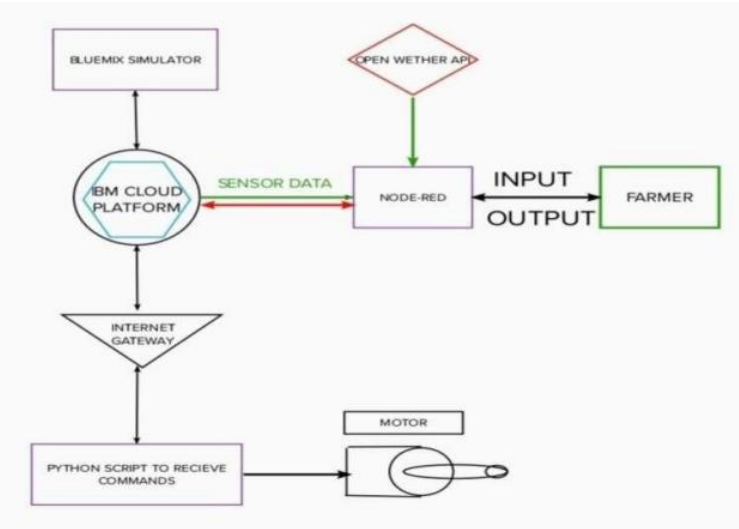 BLUEMIX SIMULATOR
OPEN WETHER API
IBM CLOUD
PLATFORM
SENSOR DATA
NODE-RED
INPUT
OUTPUT
FARMER
INTERNET
GATEWAY
MOTOR
PYTHON SCRIPT TO RECIEVE
COMMANDS